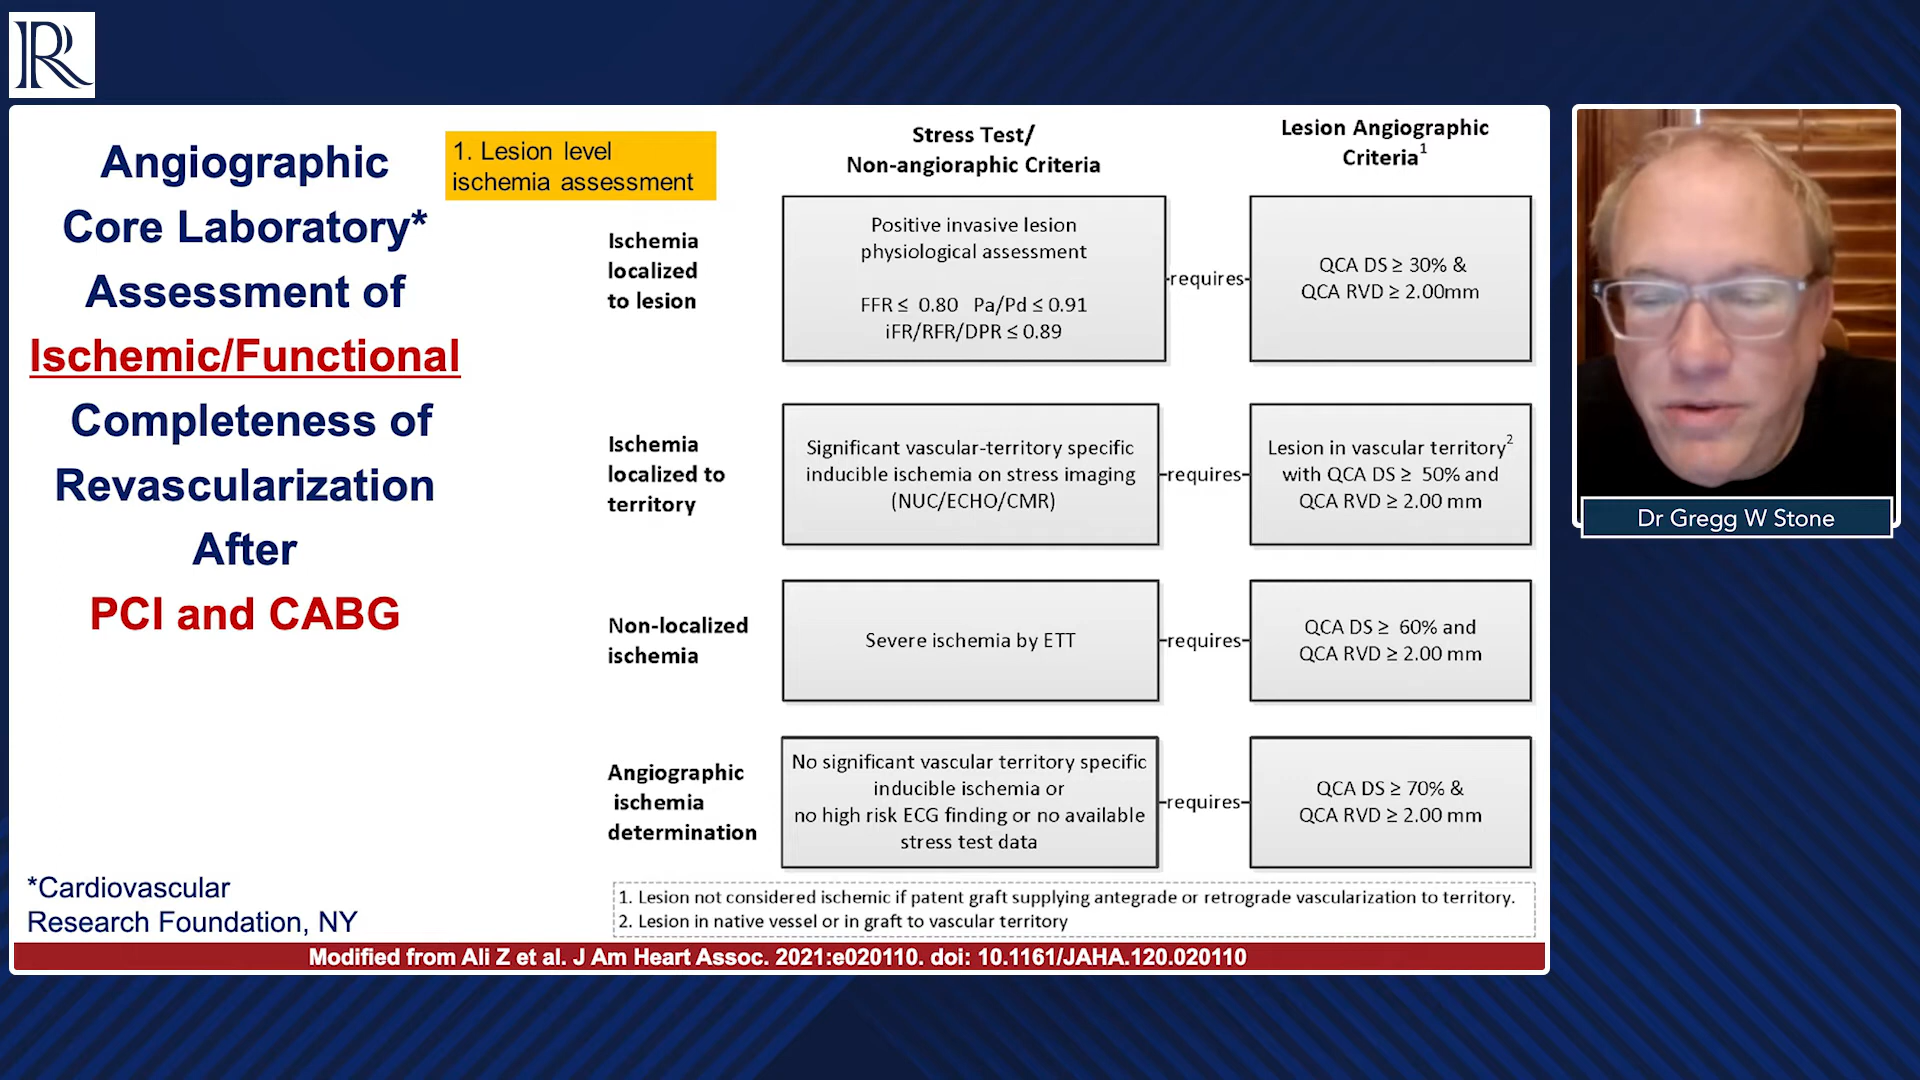 R
Angiographic
Core Laboratory*
Assessment of
Ischemic/Functional
Completeness of
Revascularization
After
PCI and CABG
*Cardiovascular
Research Foundation, NY
1. Lesion level
ischemia assessment
Stress Test/
Non-angioraphic Criteria
Lesion Angiographic
Criteria1
Ischemia
localized
to lesion
Positive invasive lesion
physiological assessment
FFR ≤ 0.80 Pa/Pd ≤ 0.91
iFR/RFR/DPR ≤ 0.89
requires
QCA DS ≥ 30% &
QCA RVD ≥ 2.00mm
Ischemia
localized to
territory
Significant vascular-territory specific
inducible ischemia on stress imaging
(NUC/ECHO/CMR)
requires
Lesion in vascular territory2
with QCA DS ≥ 50% and
QCA RVD ≥ 2.00 mm
Non-localized
ischemia
Severe ischemia by ETT
requires
QCA DS ≥ 60% and
QCA RVD ≥ 2.00 mm
Angiographic
ischemia
determination
No significant vascular territory specific
inducible ischemia or
no high risk ECG finding or no available
stress test data
requires
QCA DS ≥ 70% &
QCA RVD ≥ 2.00 mm
1. Lesion not considered ischemic if patent graft supplying antegrade or retrograde vascularization to territory.
2. Lesion in native vessel or in graft to vascular territory
Modified from Ali Z et al. J Am Heart Assoc. 2021:e020110. doi: 10.1161/JAHA.120.020110
Dr Gregg W Stone